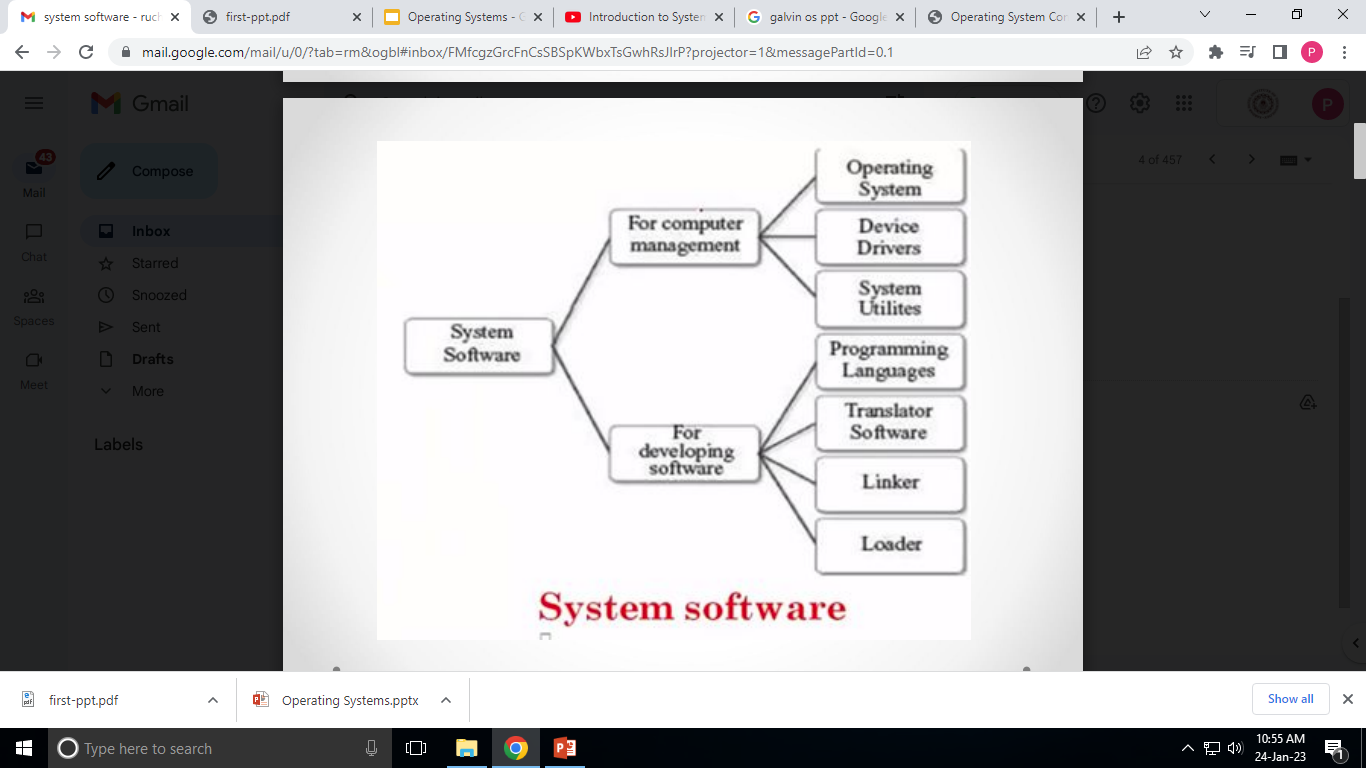 system software - ruch
first-ppt.pdf
Operating Systems - G
Introduction to System
galvin os ppt - Google
Operating System Con
mail.google.com/mail/u/0/?tab=rm&ogbl#inbox/FMfcgzGrcFnCsSBSpKWbxTsGwhRsJlrP?projector=1&messagePartId=0.1
P
Gmail
P
43
Mail
Compose
4 of 457
Chat
Inbox
Starred
Spaces
Snoozed
Sent
Meet
Drafts
More
Labels
System
Software
For computer
management
For
developing
software
Operating
System
Device
Drivers
System
Utilites
Programming
Languages
Translator
Software
Linker
Loader
System software
first-ppt.pdf
Operating Systems.pptx
Show all
Type here to search
10:55 AM
24-Jan-23
1